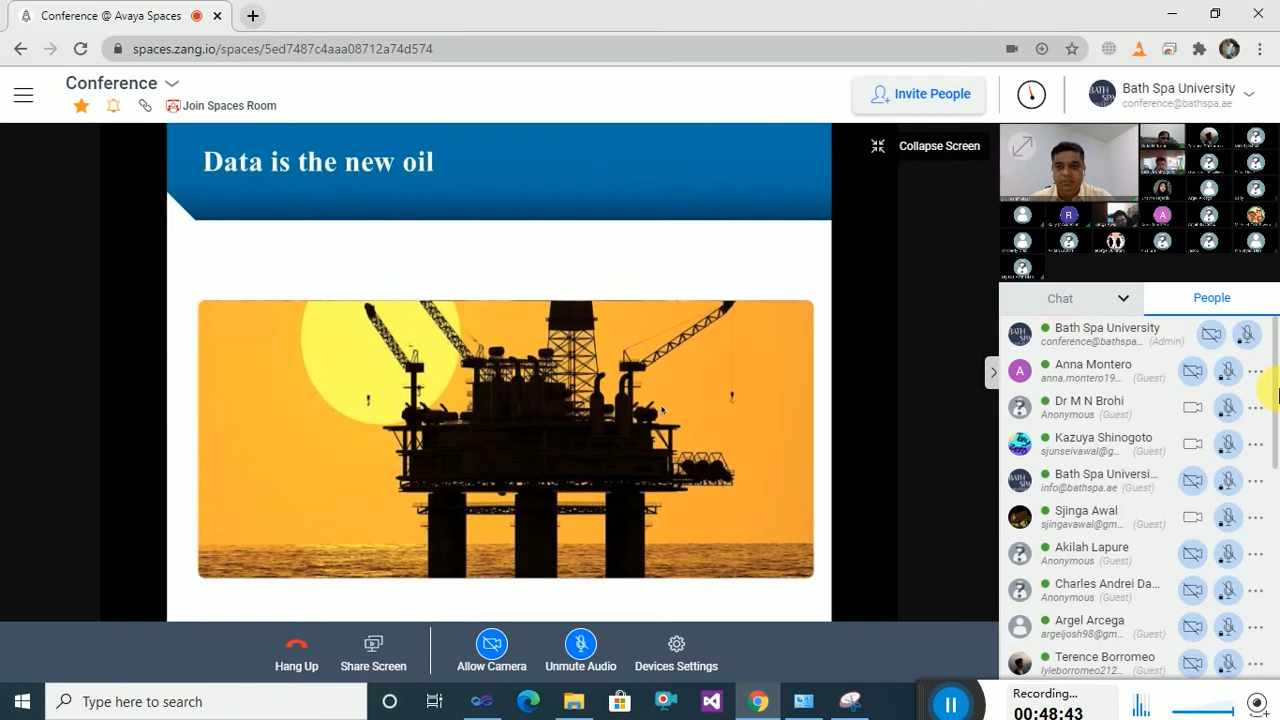 Conference @ Avaya Spaces
spaces.zang.io/spaces/5ed7487c4aaa08712a74d574
Conference
Join Spaces Room
Invite People
Bath Spa University
conference@bathspa.ae
Data is the new oil
Collapse Screen
Chat
People
Bath Spa University
conference@bathspa... (Admin)
Anna Montero
anna.montero19... (Guest)
Dr M N Brohi
Anonymous (Guest)
Kazuya Shinogoto
sjunseivawal@g... (Guest)
Bath Spa Universi...
info@bathspa.ae (Guest)
Sjinga Awal
sjingavawal@gm... (Guest)
Akilah Lapure
Anonymous (Guest)
Charles Andrei Da...
Anonymous (Guest)
Argel Arcega
argeljosh98@gm... (Guest)
Terence Borromeo
lyleborromeo212... (Guest)
Hang Up
Share Screen
Allow Camera
Unmute Audio
Devices Settings
Type here to search
Recording...
00:48:43